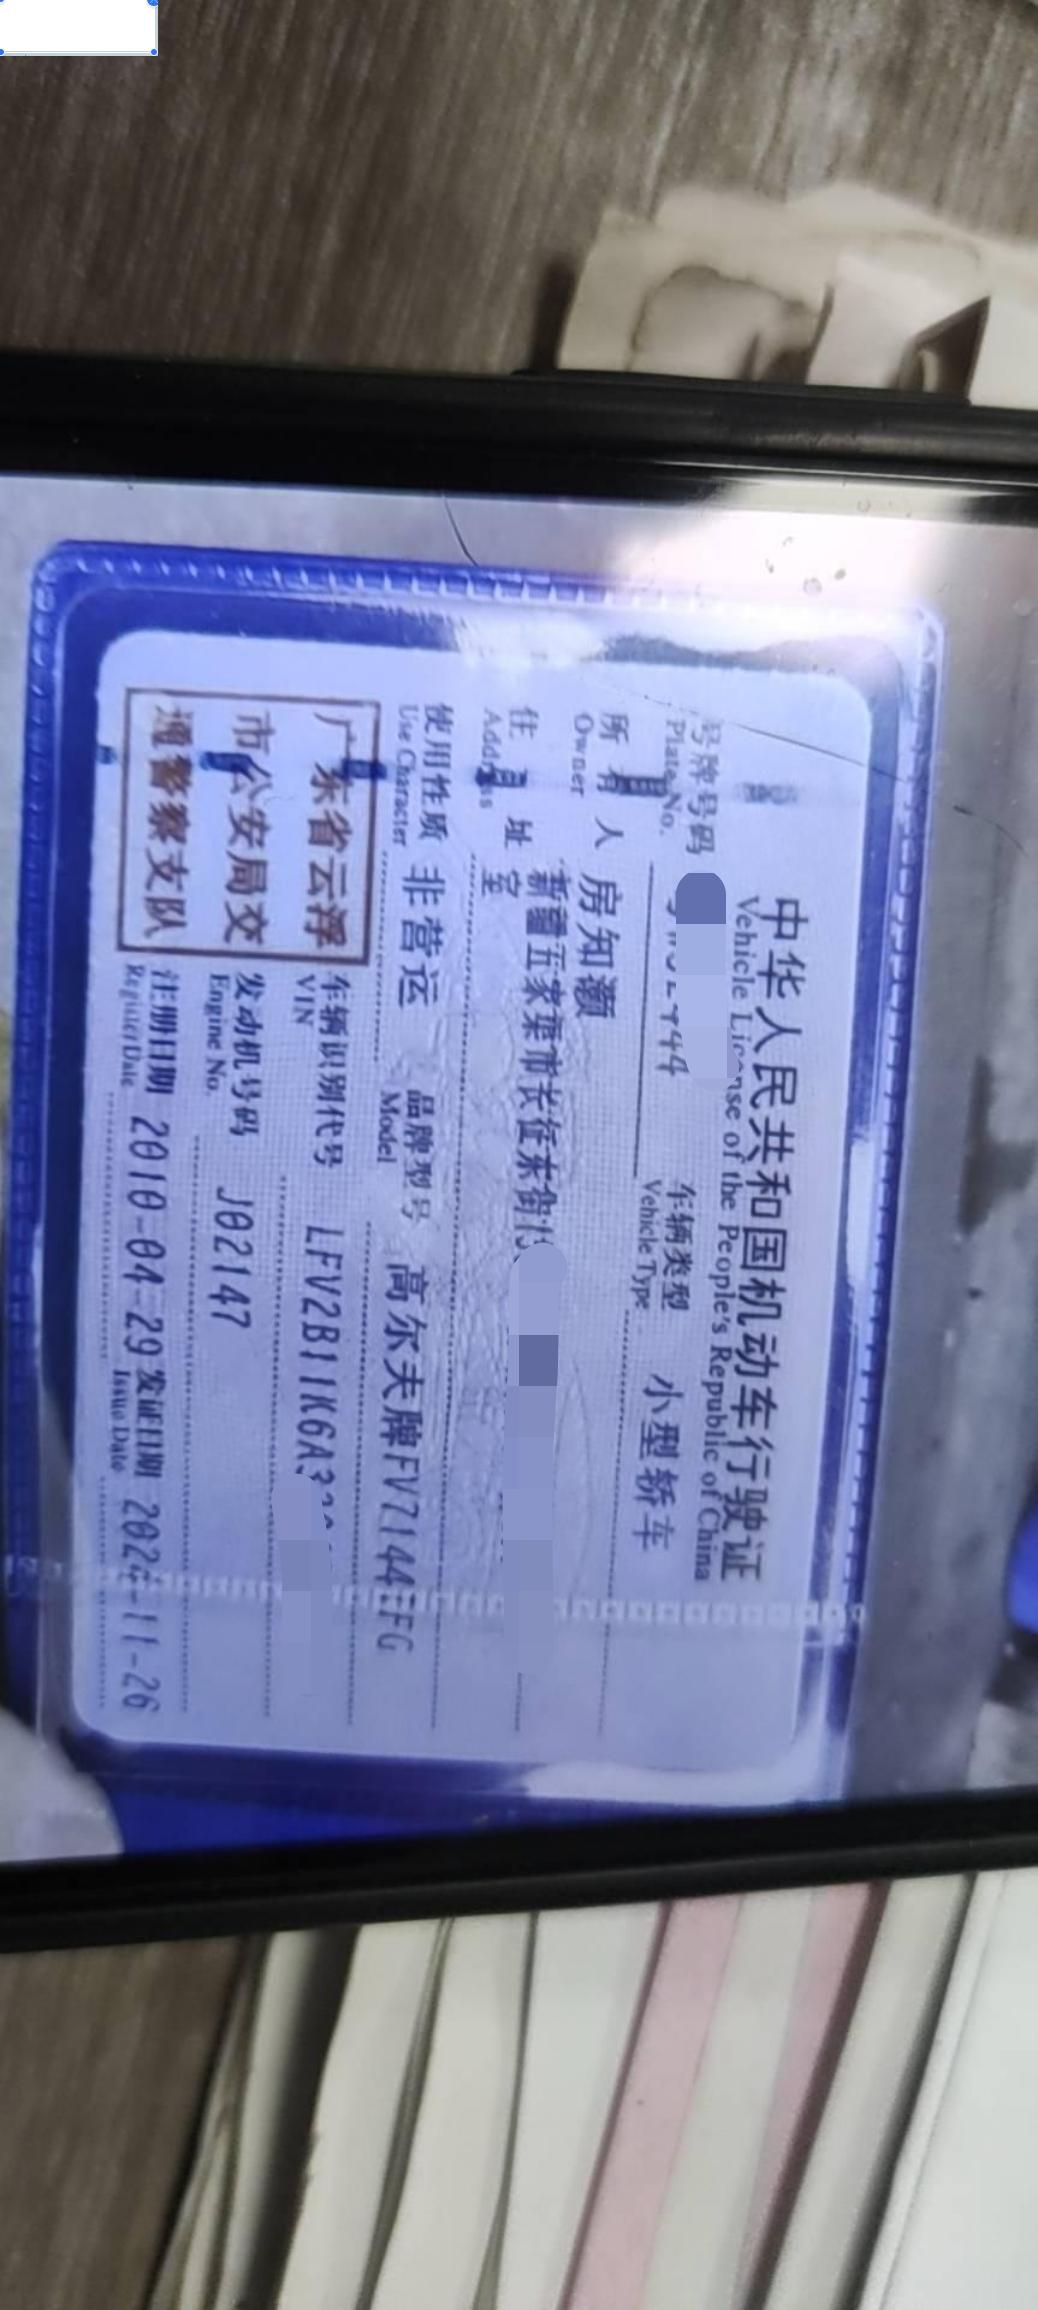 中华人民共和国机动车行驶证
Vehicle License of the People's Republic of China
号牌号码
Plate No.
车辆类型 小型轿车
Vehicle Type
所有人 房知灏
Owner
住址 新疆五家渠市长征东街
Address 室
使用性质 非营运
Use Character
品牌型号 高尔夫牌FV7144EFG
Model
广东省云浮
市公安局交
通警察支队
车辆识别代号 LFV2B11K6A3
VIN
发动机号码 J02147
Engine No.
注册日期 2010-04-29
Register Date
发证日期 2024-11-26
Issue Date